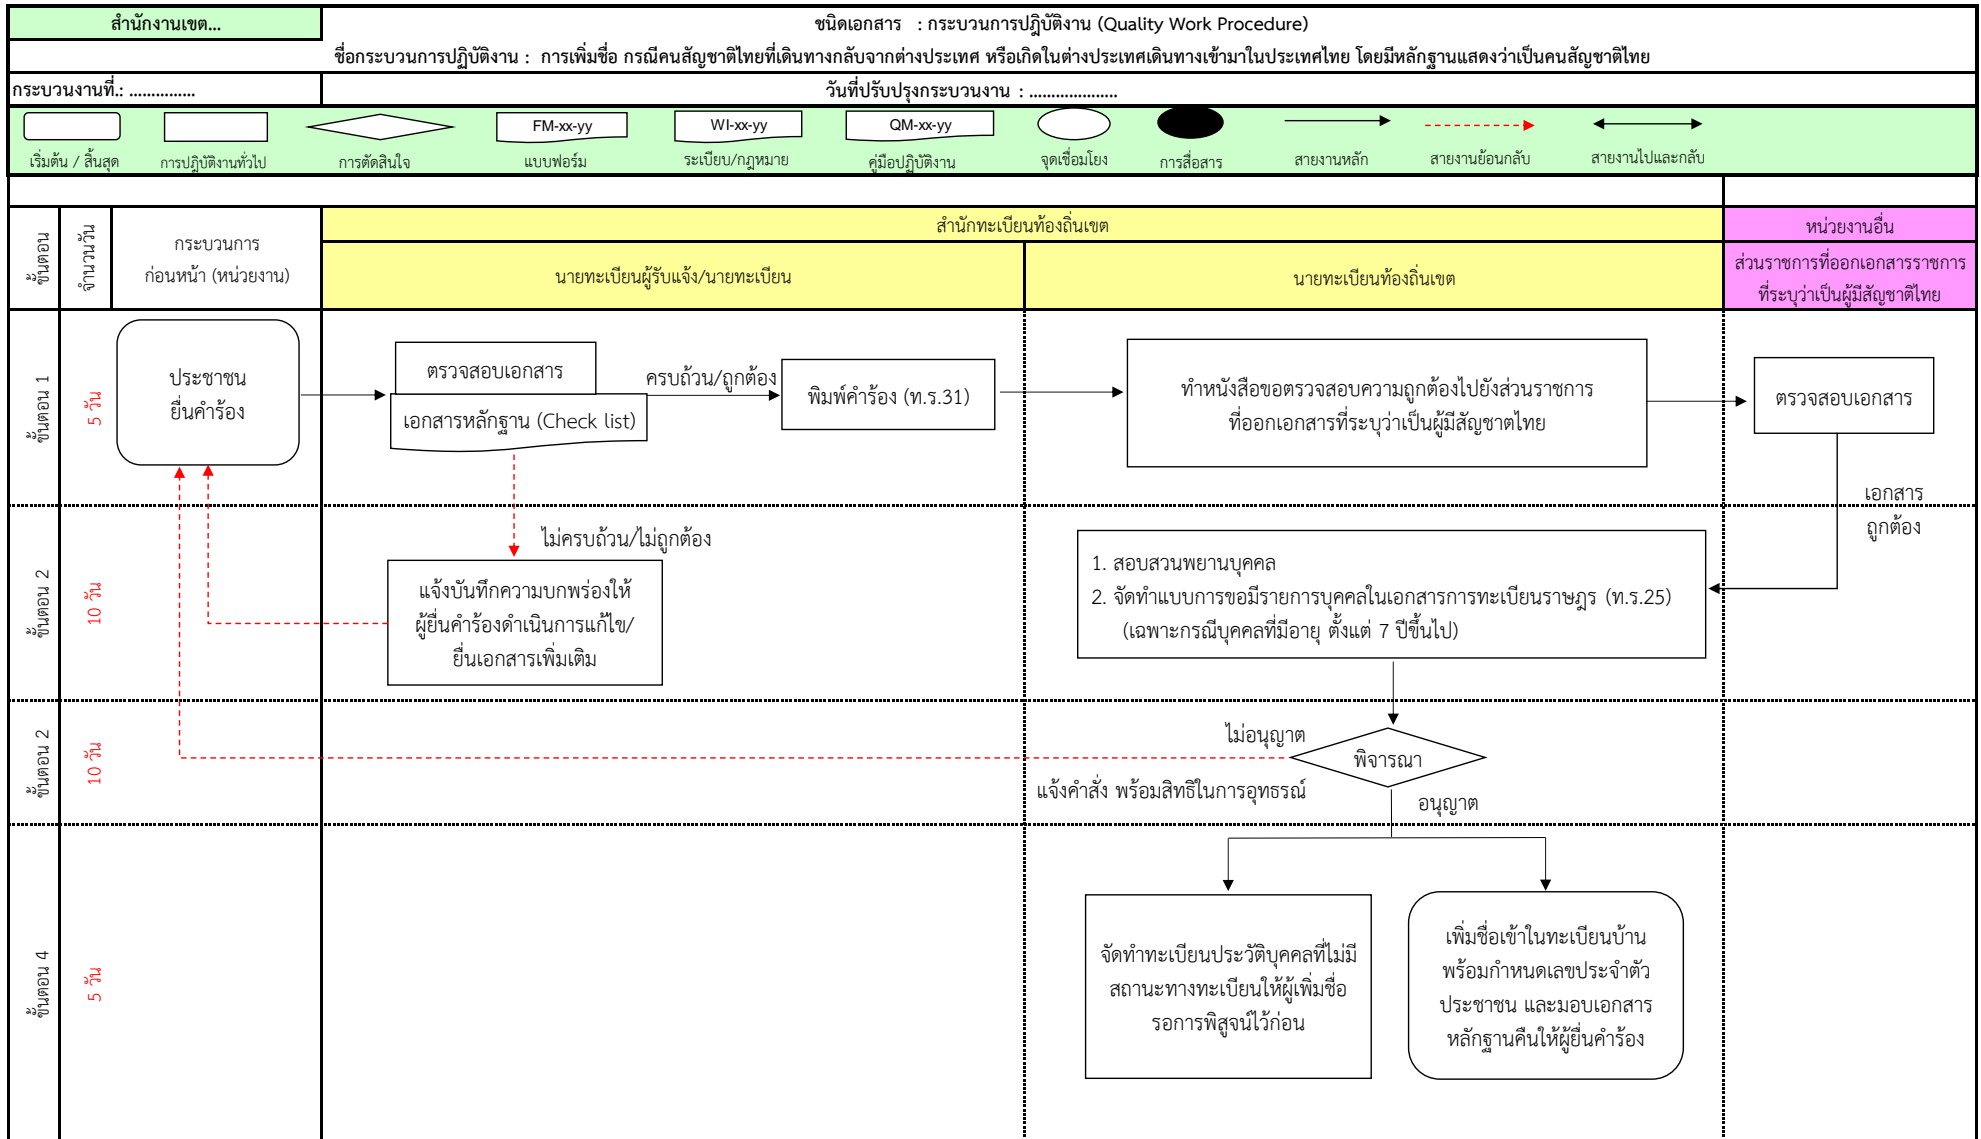 สำนักงานเขต...
ชนิดเอกสาร : กระบวนการปฎิบัติงาน (Quality Work Procedure)
ชื่อกระบวนการปฏิบัติงาน : การเพิ่มชื่อ กรณีคนสัญชาติไทยที่เดินทางกลับจากต่างประเทศ หรือเกิดในต่างประเทศเดินทางเข้ามาในประเทศไทย โดยมีหลักฐานแสดงว่าเป็นคนสัญชาติไทย
กระบวนงานที่.: ...............
วันที่ปรับปรุงกระบวนงาน : ....................
FM-xx-yy
WI-xx-yy
QM-xx-yy
เริ่มต้น / สิ้นสุด
การปฏิบัติงานทั่วไป
การตัดสินใจ
แบบฟอร์ม
ระเบียบ/กฎหมาย
คู่มือปฏิบัติงาน
จุดเชื่อมโยง
การสื่อสาร
สายงานหลัก
สายงานย้อนกลับ
สายงานไปและกลับ
ขั้นตอน
จำนวนวัน
กระบวนการ
ก่อนหน้า (หน่วยงาน)
สำนักทะเบียนท้องถิ่นเขต
หน่วยงานอื่น
นายทะเบียนผู้รับแจ้ง/นายทะเบียน
นายทะเบียนท้องถิ่นเขต
ส่วนราชการที่ออกเอกสารราชการ
ที่ระบุว่าเป็นผู้มีสัญชาติไทย
ขั้นตอน 1
5 วัน
ประชาชน
ยื่นคำร้อง
ตรวจสอบเอกสาร
เอกสารหลักฐาน (Check list)
ครบถ้วน/ถูกต้อง
พิมพ์คำร้อง (ท.ร.31)
ทำหนังสือขอตรวจสอบความถูกต้องไปยังส่วนราชการ
ที่ออกเอกสารที่ระบุว่าเป็นผู้มีสัญชาตไทย
ตรวจสอบเอกสาร
เอกสาร
ถูกต้อง
ขั้นตอน 2
10 วัน
ไม่ครบถ้วน/ไม่ถูกต้อง
แจ้งบันทึกความบกพร่องให้
ผู้ยื่นคำร้องดำเนินการแก้ไข/
ยื่นเอกสารเพิ่มเติม
1. สอบสวนพยานบุคคล
2. จัดทำแบบการขอมีรายการบุคคลในเอกสารการทะเบียนราษฎร (ท.ร.25)
(เฉพาะกรณีบุคคลที่มีอายุ ตั้งแต่ 7 ปีขึ้นไป)
ขั้นตอน 2
10 วัน
ไม่อนุญาต
พิจารณา
แจ้งคำสั่ง พร้อมสิทธิในการอุทธรณ์
อนุญาต
ขั้นตอน 4
5 วัน
จัดทำทะเบียนประวัติบุคคลที่ไม่มี
สถานะทางทะเบียนให้ผู้เพิ่มชื่อ
รอการพิสูจน์ไว้ก่อน
เพิ่มชื่อเข้าในทะเบียนบ้าน
พร้อมกำหนดเลขประจำตัว
ประชาชน และมอบเอกสาร
หลักฐานคืนให้ผู้ยื่นคำร้อง